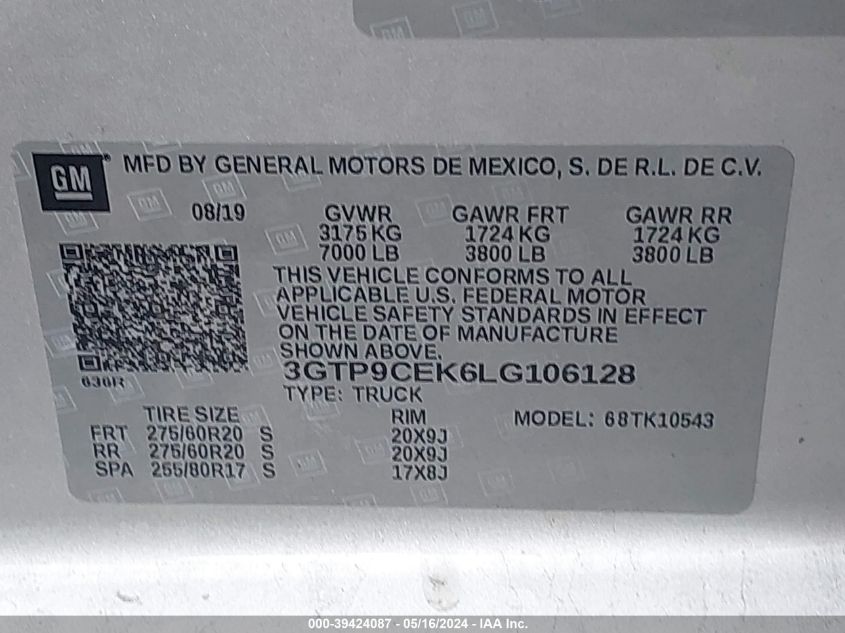 GM
MFD BY GENERAL MOTORS DE MEXICO, S. DE R.L. DE C.V.
08/19 GVWR GAWR FRT GAWR RR
3175 KG 1724 KG 1724 KG
7000 LB 3800 LB 3800 LB
THIS VEHICLE CONFORMS TO ALL
APPLICABLE U.S. FEDERAL MOTOR
VEHICLE SAFETY STANDARDS IN EFFECT
ON THE DATE OF MANUFACTURE
SHOWN ABOVE.
3GTP9CEK6LG106128
636R
TYPE: TRUCK
TIRE SIZE RIM MODEL: 68TK10543
FRT 275/60R20 S 20X9J
RR 275/60R20 S 20X9J
SPA 255/80R17 S 17X8J
000-39424087 - 05/16/2024 - IAA Inc.